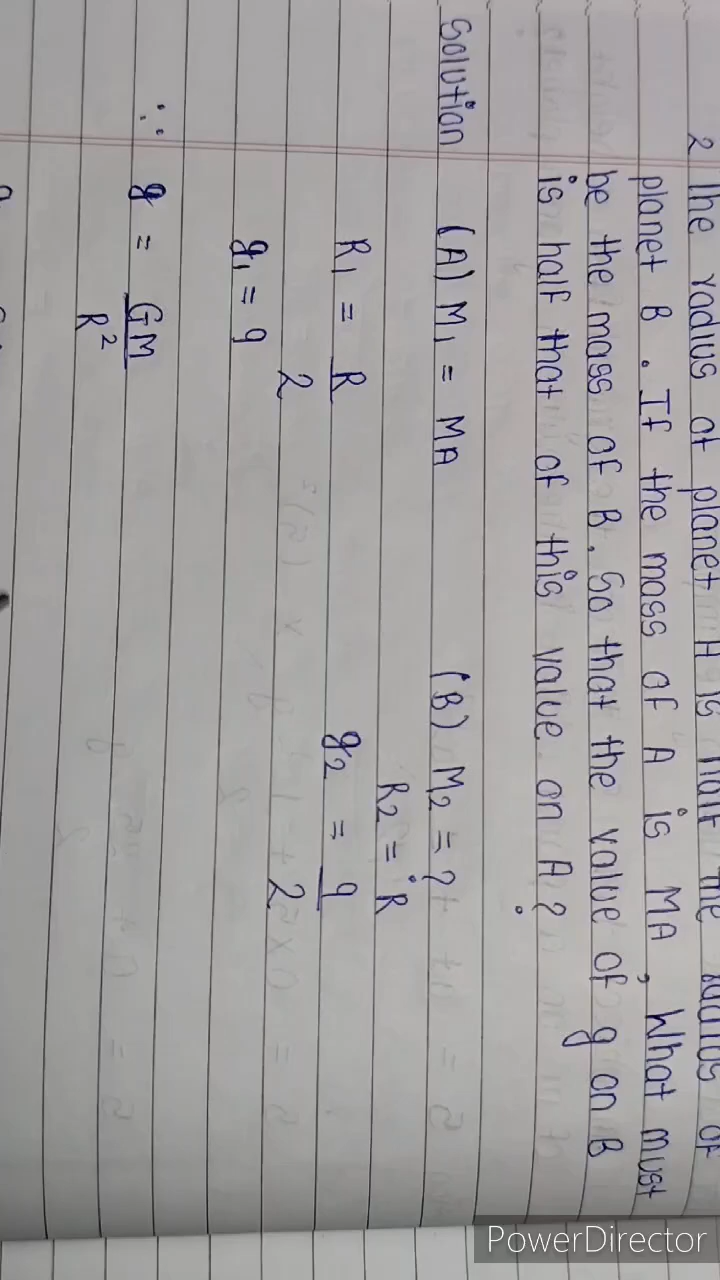 2 The radius of planet A is half the radius of
planet B . If the mass of A is MA , What must
be the mass of B. So that the value of g on B
is half that of this value on A?
Solution (A) M₁ = MA (B) M₂ = ?
R₁ = R/2 R₂ = R
g₁ = g g₂ = g/2
∵ g = GM/R²
PowerDirector